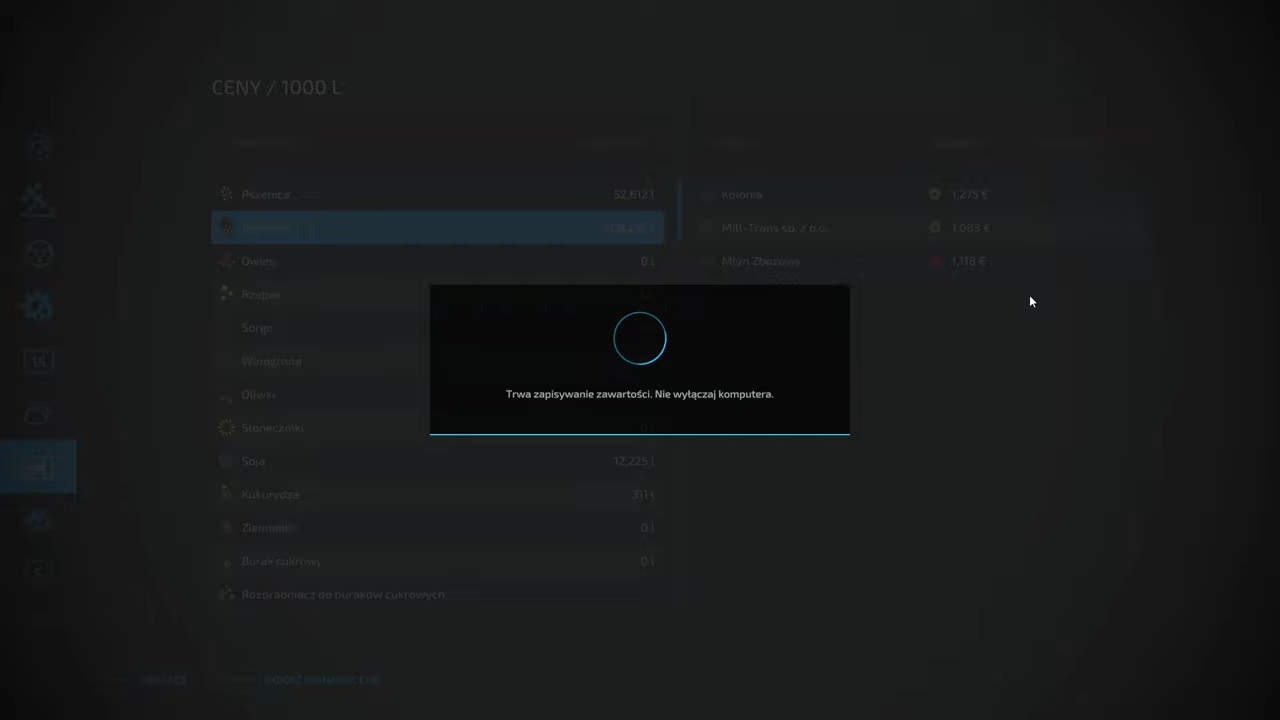 CENY / 1000 L
Pszenica 52,612 l
Kolonia 1,275 €
Mill-Trans sp. z o.o. 1,083 €
Owies 0 l
Młyn Zbożowy 1,118 €
Rzepak
Sorgo
Winogrona
Trwa zapisywanie zawartości. Nie wyłączaj komputera.
Oliwki
Słoneczniki 0 l
Soja 12,225 l
Kukurydza 311 l
Ziemniaki 0 l
Burak cukrowy 0 l
Rozdrabniacz do buraków cukrowych